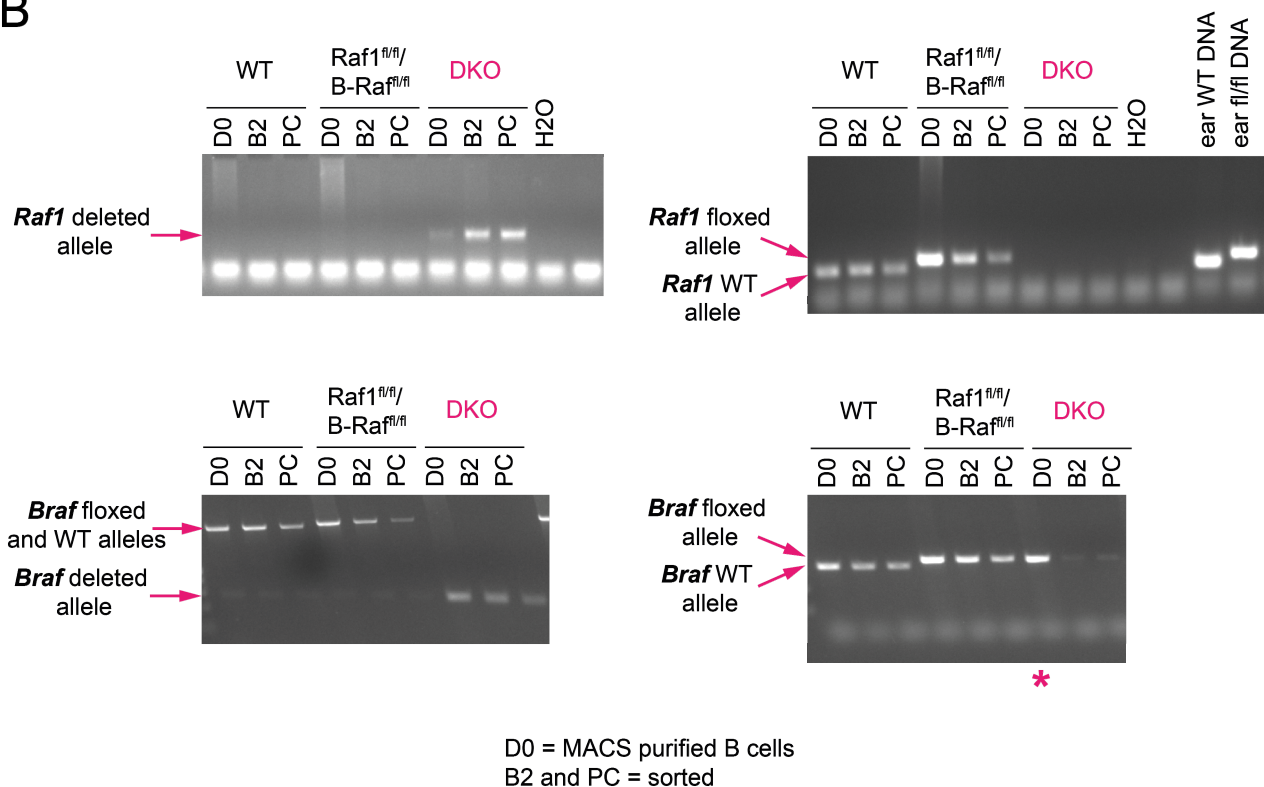 B
WT
Raf1fl/fl/
B-Raffl/fl
DKO
D0 B2 PC D0 B2 PC D0 B2 PC H2O
Raf1 deleted
allele
WT
Raf1fl/fl/
B-Raffl/fl
DKO
D0 B2 PC D0 B2 PC D0 B2 PC H2O ear WT DNA ear fl/fl DNA
Raf1 floxed
allele
Raf1 WT
allele
WT
Raf1fl/fl/
B-Raffl/fl
DKO
D0 B2 PC D0 B2 PC D0 B2 PC
Braf floxed
and WT alleles
Braf deleted
allele
WT
Raf1fl/fl/
B-Raffl/fl
DKO
D0 B2 PC D0 B2 PC D0 B2 PC
Braf floxed
allele
Braf WT
allele
*
D0 = MACS purified B cells
B2 and PC = sorted